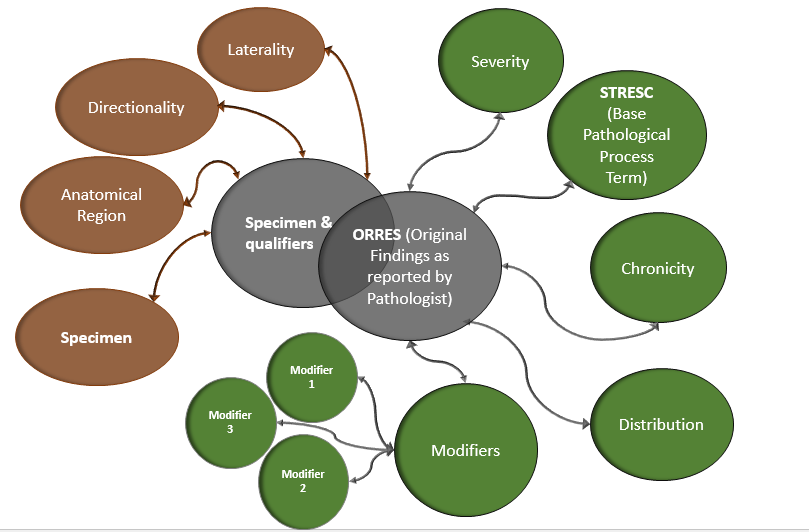 Laterality
Severity
Directionality
STRESC
(Base
Pathological
Process
Term)
Anatomical
Region
Specimen &
qualifiers
ORRES (Original
Findings as
reported by
Pathologist)
Chronicity
Specimen
Modifier
1
Modifier
3
Modifier
2
Modifiers
Distribution